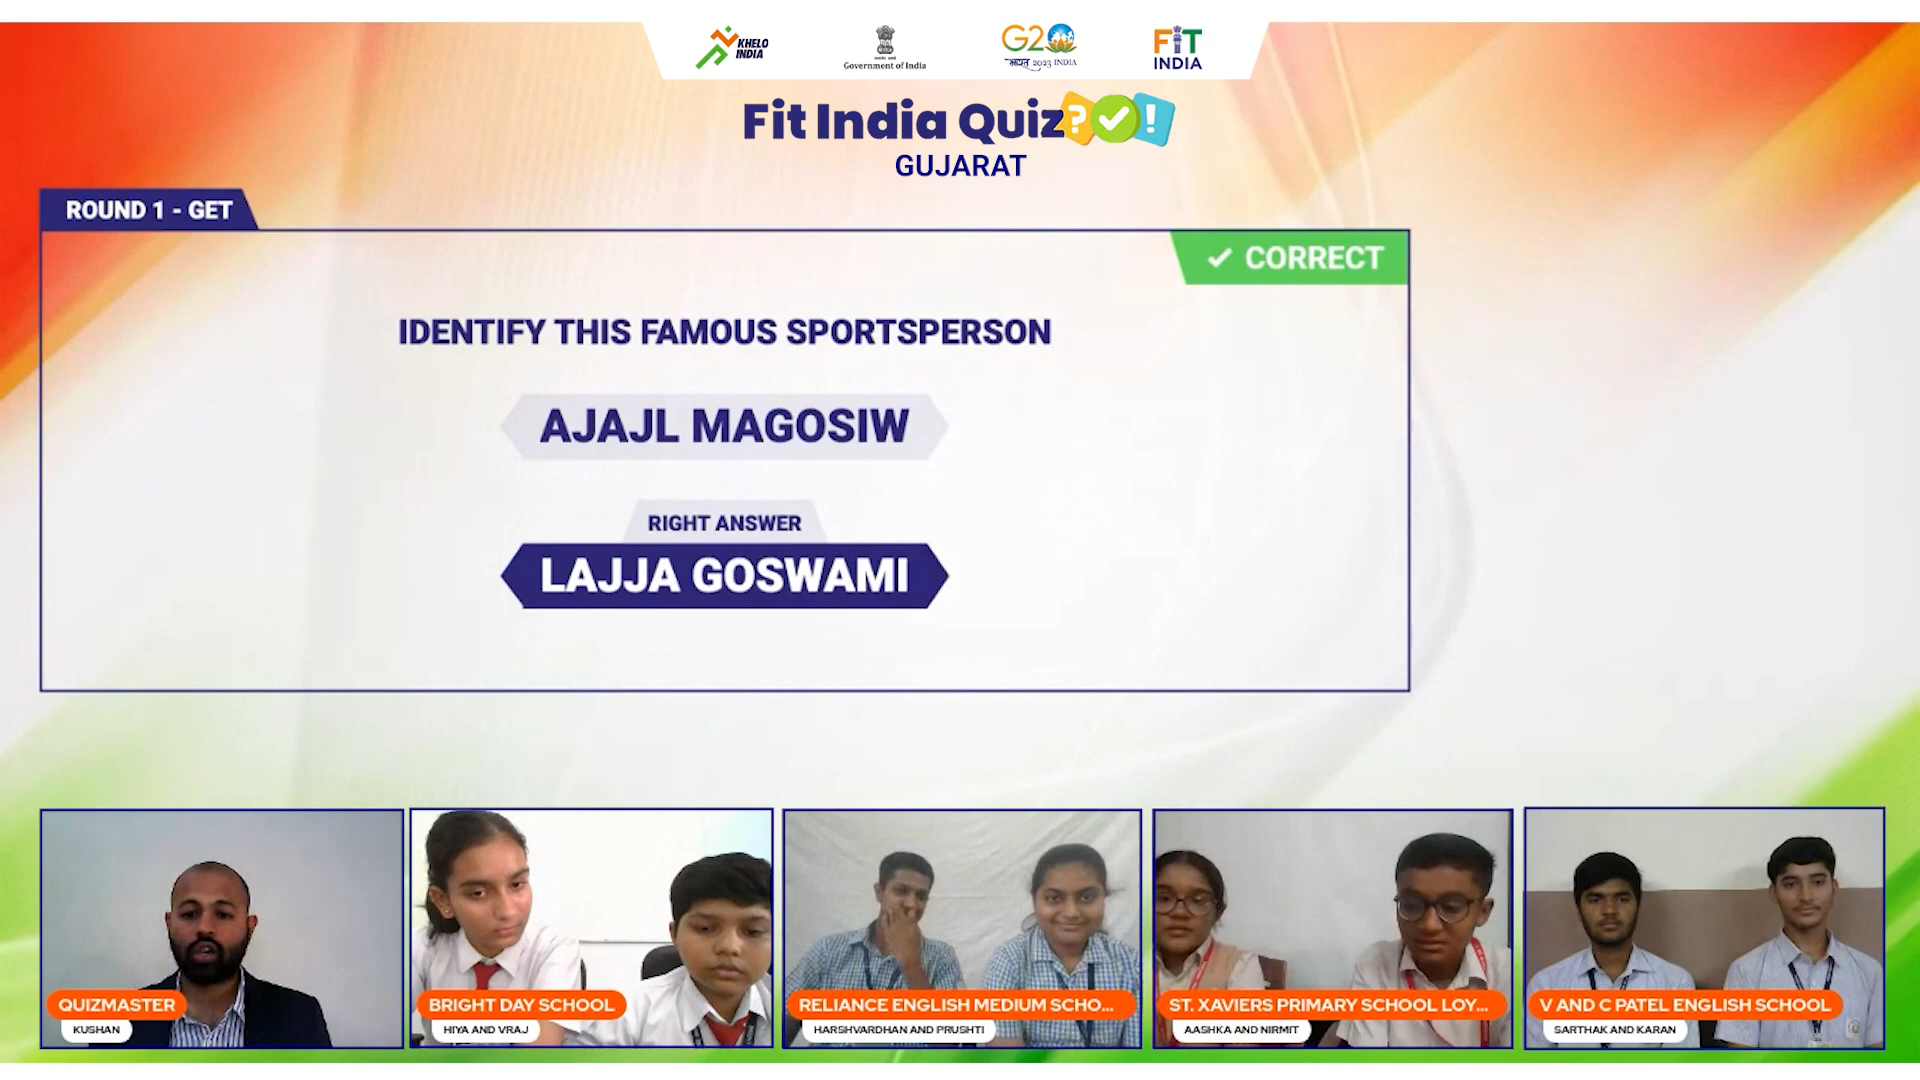 KHELO
INDIA
Government of India
G20
भारत 2023 INDIA
FIT
INDIA
Fit India Quiz?!
GUJARAT
ROUND 1 - GET
CORRECT
IDENTIFY THIS FAMOUS SPORTSPERSON
AJAJL MAGOSIW
RIGHT ANSWER
LAJJA GOSWAMI
QUIZMASTER
KUSHAN
BRIGHT DAY SCHOOL
HIYA AND VRAJ
RELIANCE ENGLISH MEDIUM SCHO...
HARSHVARDHAN AND PRUSHTI
ST. XAVIERS PRIMARY SCHOOL LOY...
AASHKA AND NIRMIT
V AND C PATEL ENGLISH SCHOOL
SARTHAK AND KARAN